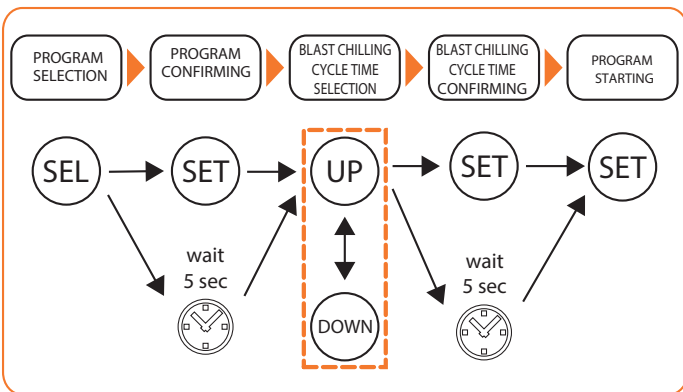 PROGRAM
SELECTION
PROGRAM
CONFIRMING
BLAST CHILLING
CYCLE TIME
SELECTION
BLAST CHILLING
CYCLE TIME
CONFIRMING
PROGRAM
STARTING
SEL
SET
UP
SET
SET
wait
5 sec
wait
5 sec
DOWN